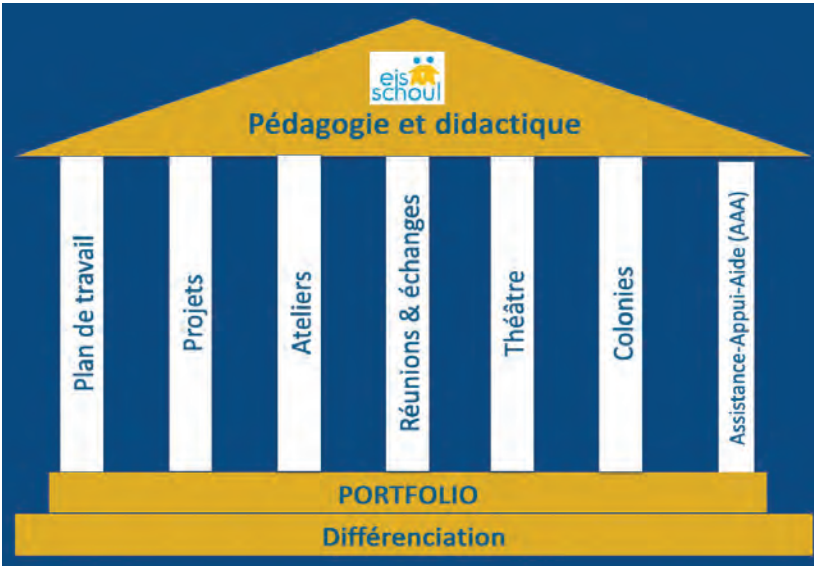 eis
schoul
Pédagogie et didactique
Plan de travail
Projets
Ateliers
Réunions & échanges
Théâtre
Colonies
Assistance-Appui-Aide (AAA)
PORTFOLIO
Différenciation